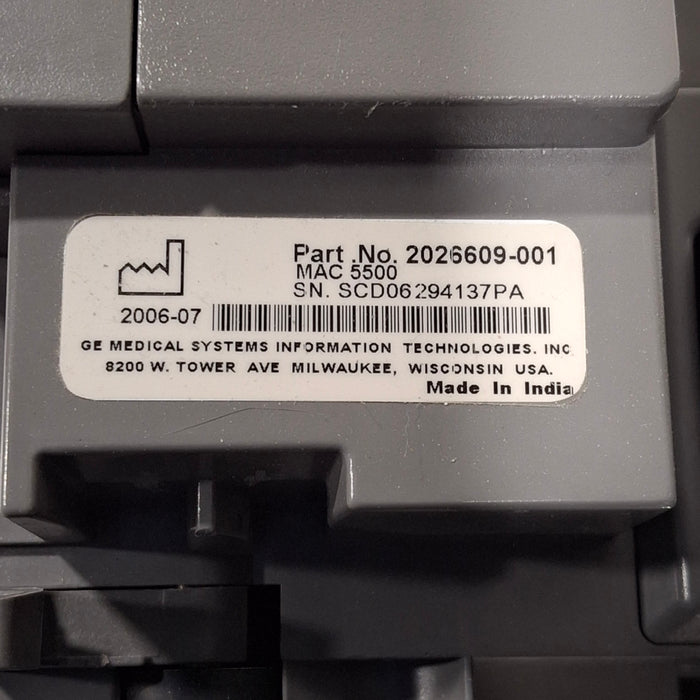 Part .No. 2026609-001
MAC 5500
SN. SCD06294137PA
2006-07
GE MEDICAL SYSTEMS INFORMATION TECHNOLOGIES. INC
8200 W. TOWER AVE MILWAUKEE, WISCONSIN USA.
Made In India